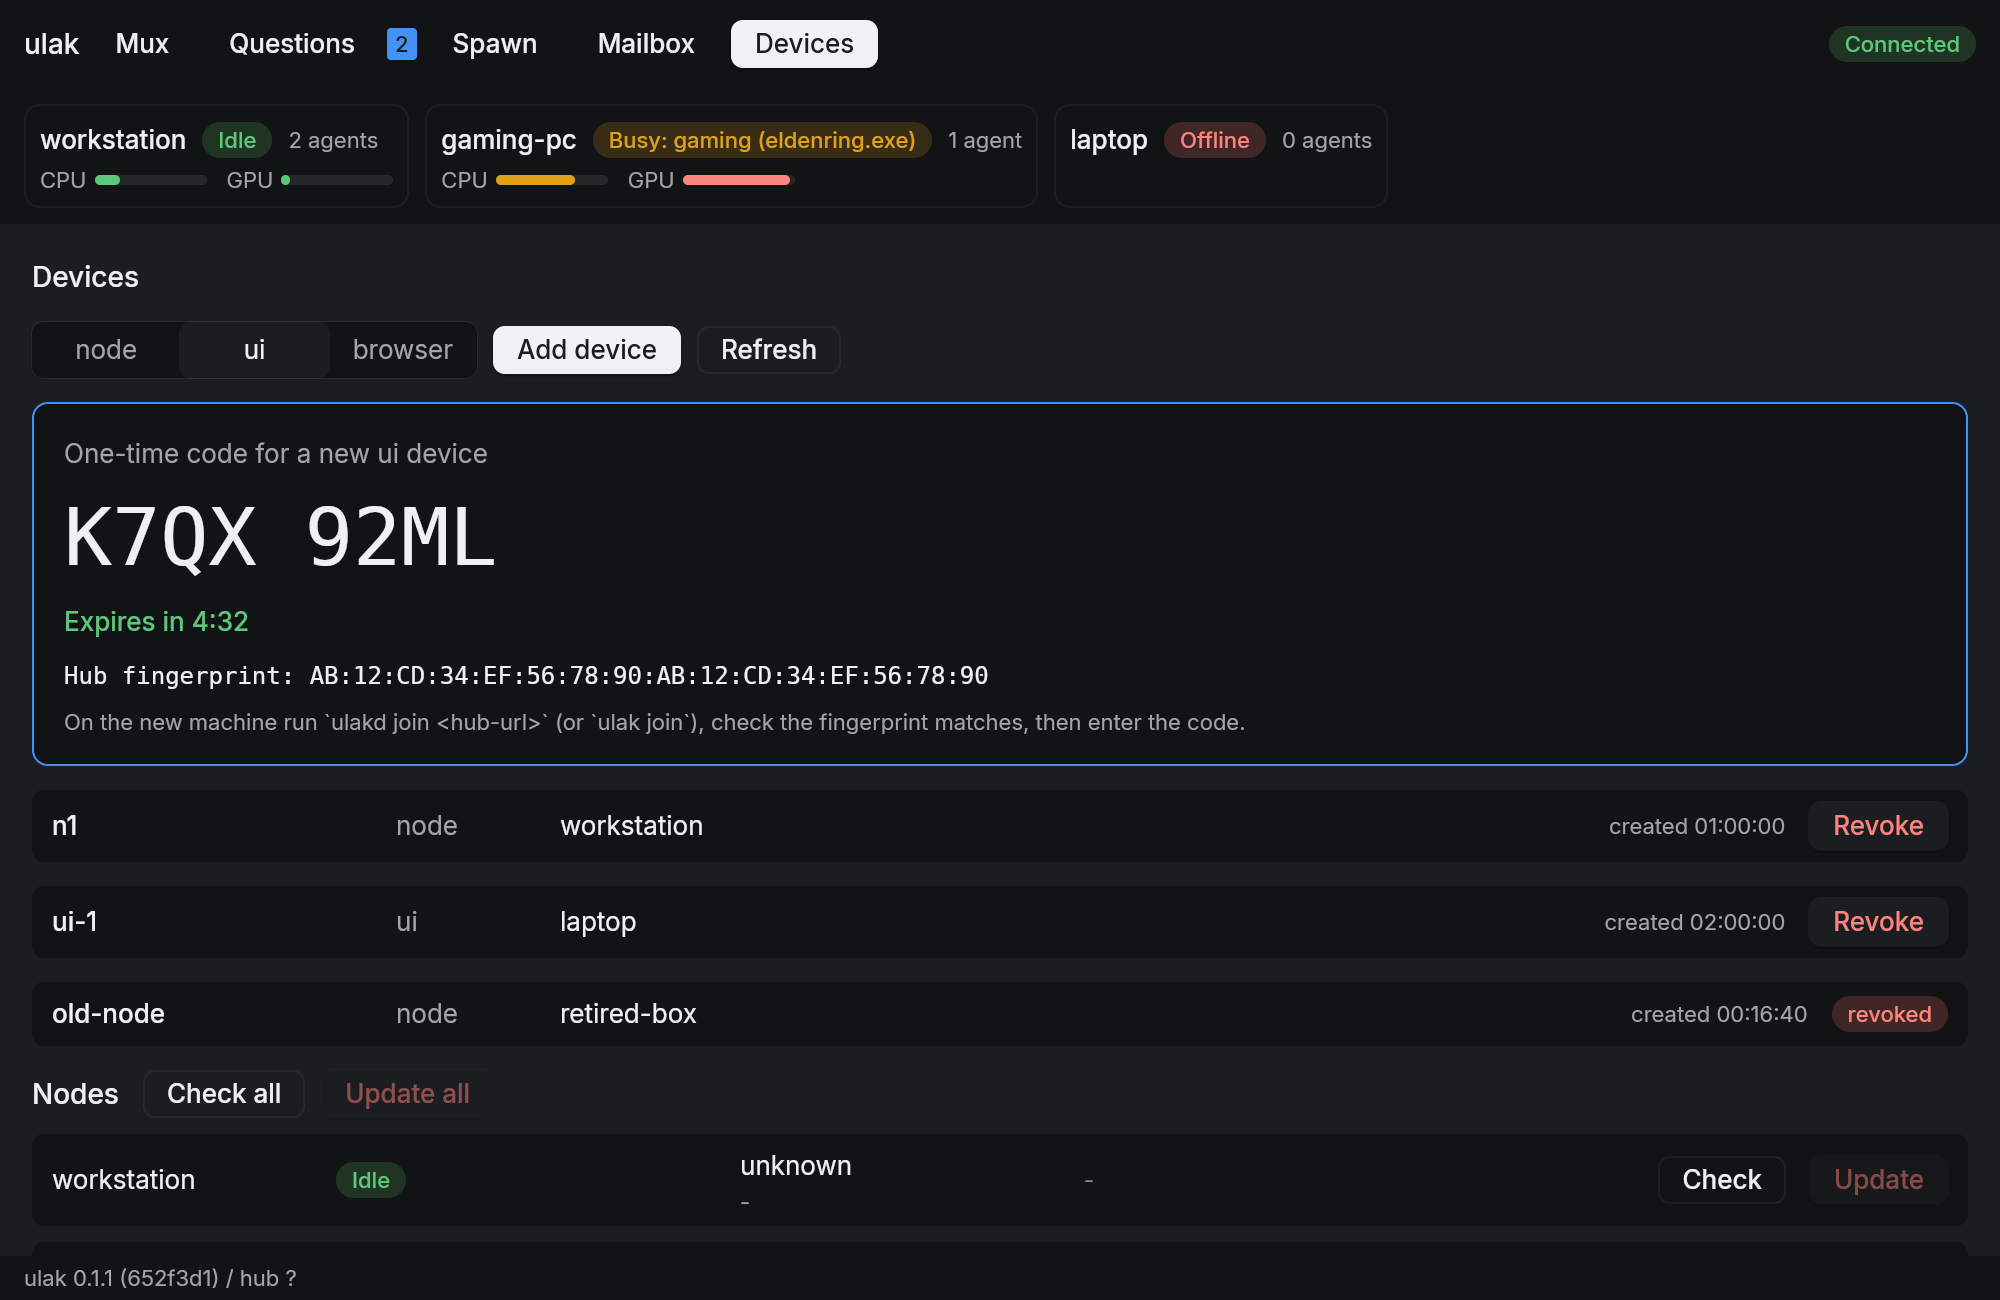 ulak Mux Questions 2 Spawn Mailbox Devices Connected
workstation Idle 2 agents
CPU GPU
gaming-pc Busy: gaming (eldenring.exe) 1 agent
CPU GPU
laptop Offline 0 agents
Devices
node ui browser Add device Refresh
One-time code for a new ui device
K7QX 92ML
Expires in 4:32
Hub fingerprint: AB:12:CD:34:EF:56:78:90:AB:12:CD:34:EF:56:78:90
On the new machine run `ulakd join <hub-url>` (or `ulak join`), check the fingerprint matches, then enter the code.
n1 node workstation created 01:00:00 Revoke
ui-1 ui laptop created 02:00:00 Revoke
old-node node retired-box created 00:16:40 revoked
Nodes Check all Update all
workstation Idle unknown - Check Update
-
ulak 0.1.1 (652f3d1) / hub ?